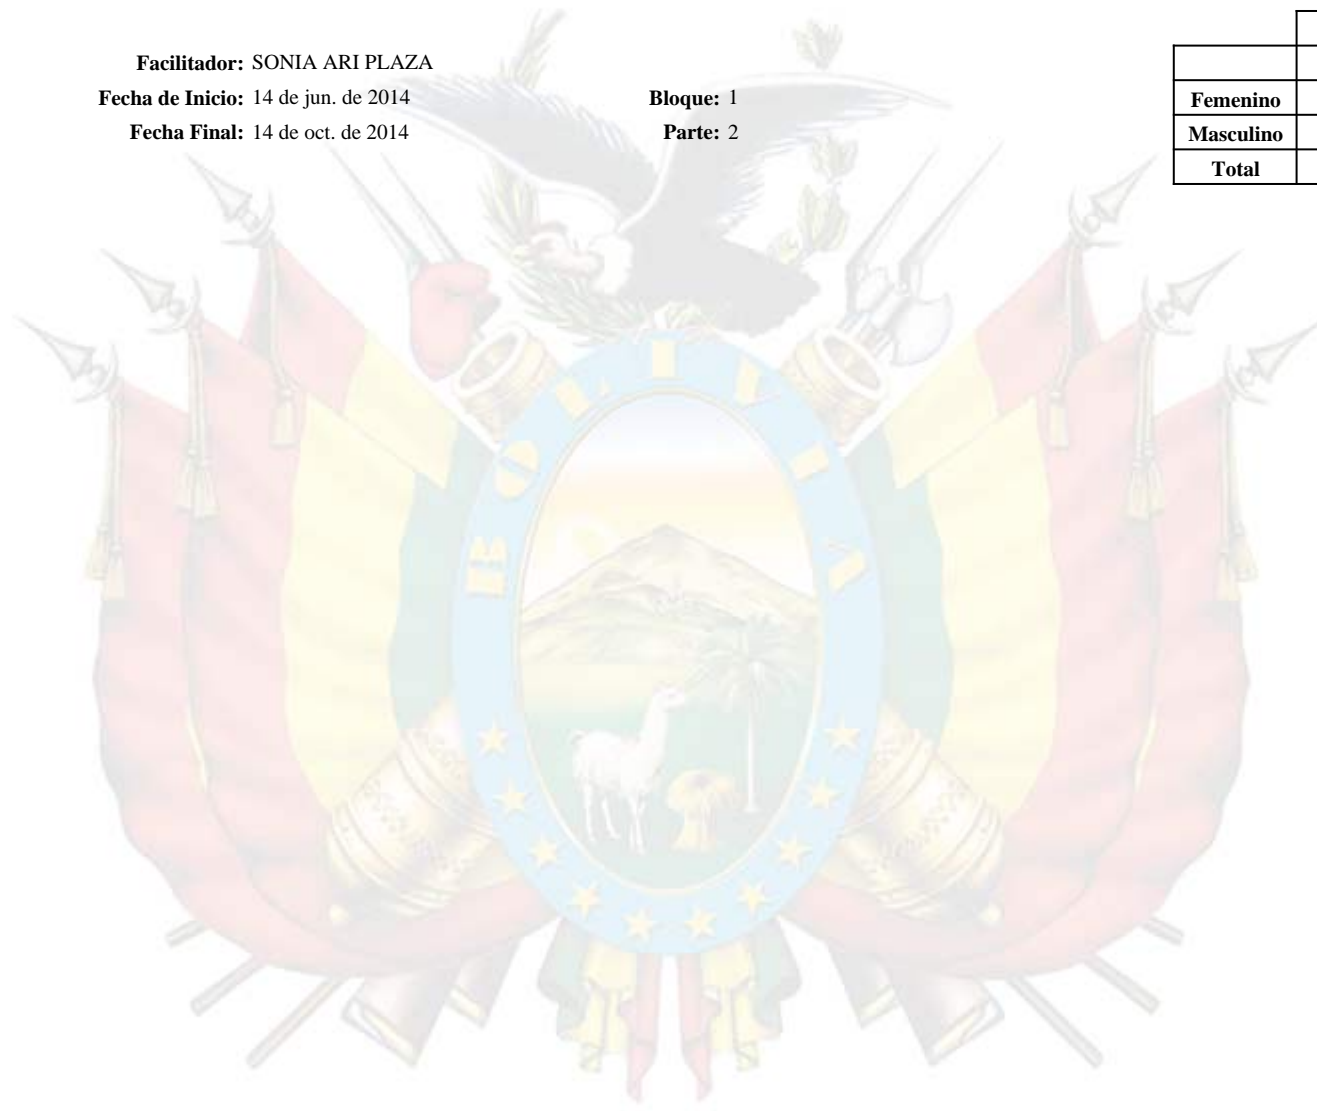 Facilitador: SONIA ARI PLAZA
Fecha de Inicio: 14 de jun. de 2014 Bloque: 1
Fecha Final: 14 de oct. de 2014 Parte: 2
Femenino
Masculino
Total
BOLIVIA